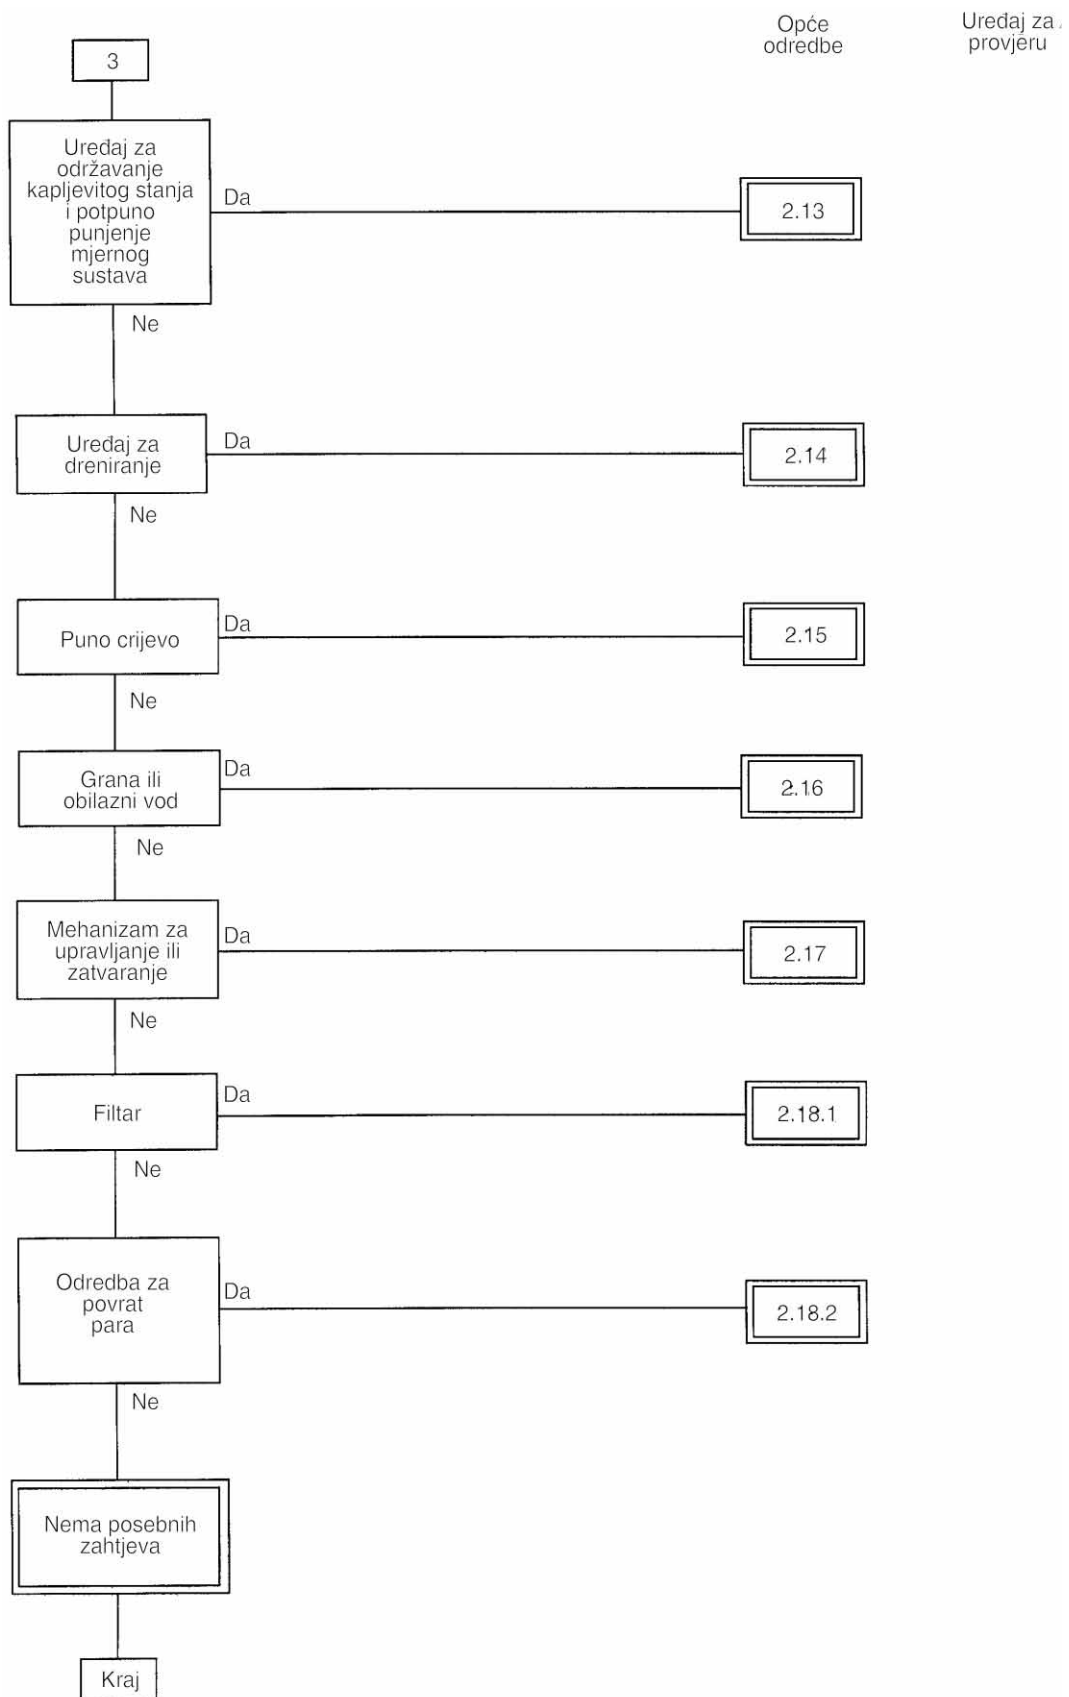 Opće
odredbe
Uređaj za
provjeru
3
Uređaj za
održavanje
kapljevitog stanja
i potpuno
punjenje
mjernog
sustava
Da
2.13
Ne
Uređaj za
dreniranje
Da
2.14
Ne
Puno crijevo
Da
2.15
Ne
Grana ili
obilazni vod
Da
2.16
Ne
Mehanizam za
upravljanje ili
zatvaranje
Da
2.17
Ne
Filtar
Da
2.18.1
Ne
Odredba za
povrat
para
Da
2.18.2
Ne
Nema posebnih
zahtjeva
Kraj